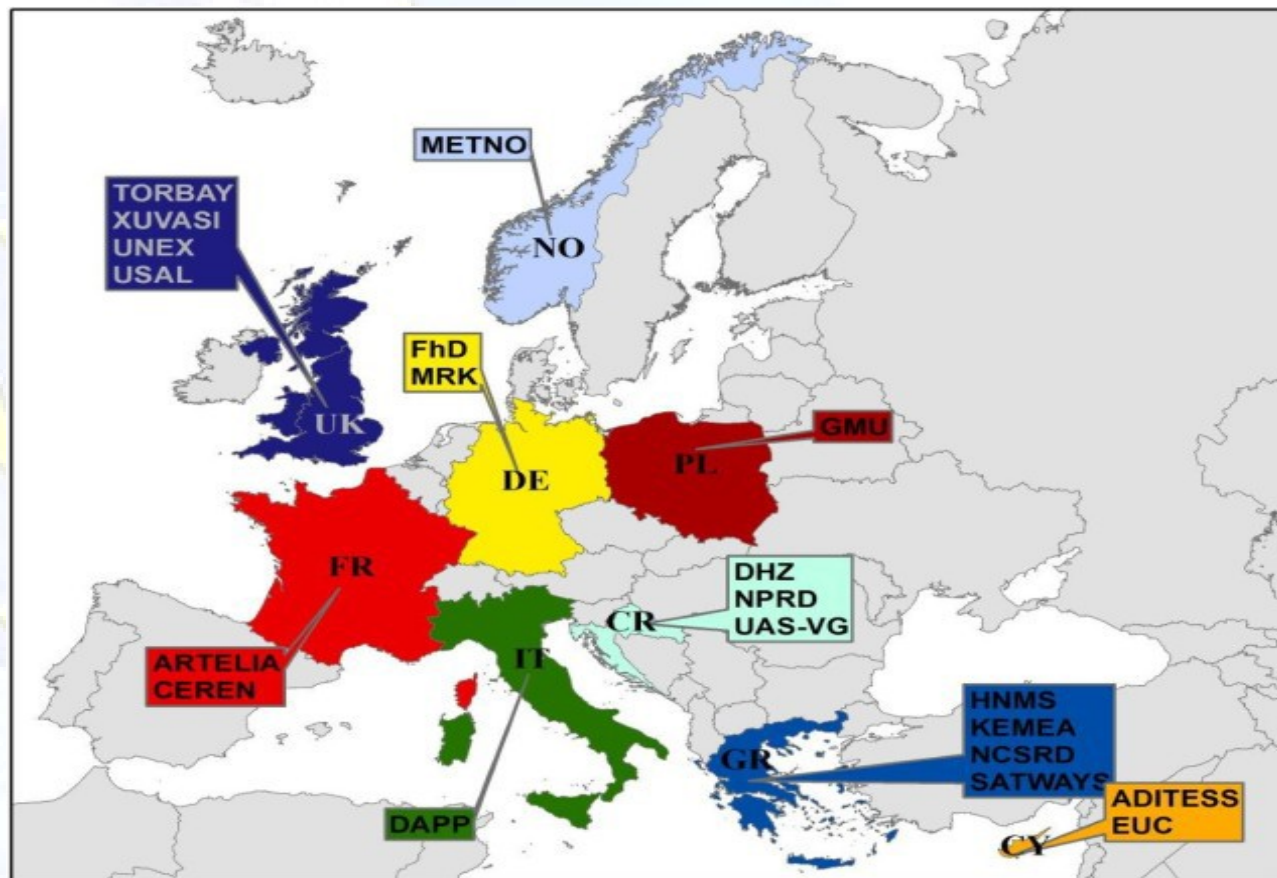 METNO
NO
TORBAY
XUVASI
UNEX
USAL
UK
FhD
MRK
DE
GMU
PL
FR
ARTELIA
CEREN
DHZ
NPRD
UAS-VG
CR
IT
DAPP
HNMS
KEMEA
NCSRD
SATWAYS
GR
ADITESS
EUC
CY